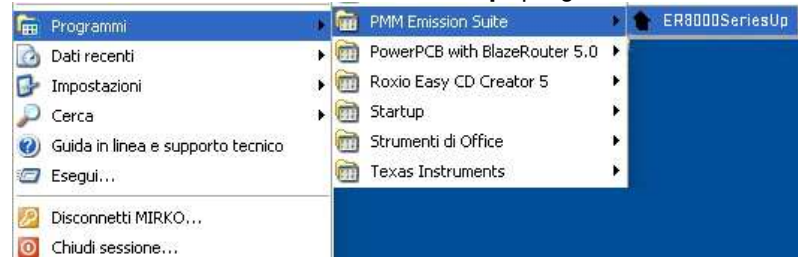 Programmi
Dati recenti
Impostazioni
Cerca
Guida in linea e supporto tecnico
Esegui...
Disconnetti MIRKO...
Chiudi sessione...
PMM Emission Suite
PowerPCB with BlazeRouter 5.0
Roxio Easy CD Creator 5
Startup
Strumenti di Office
Texas Instruments
ER8000SeriesUp